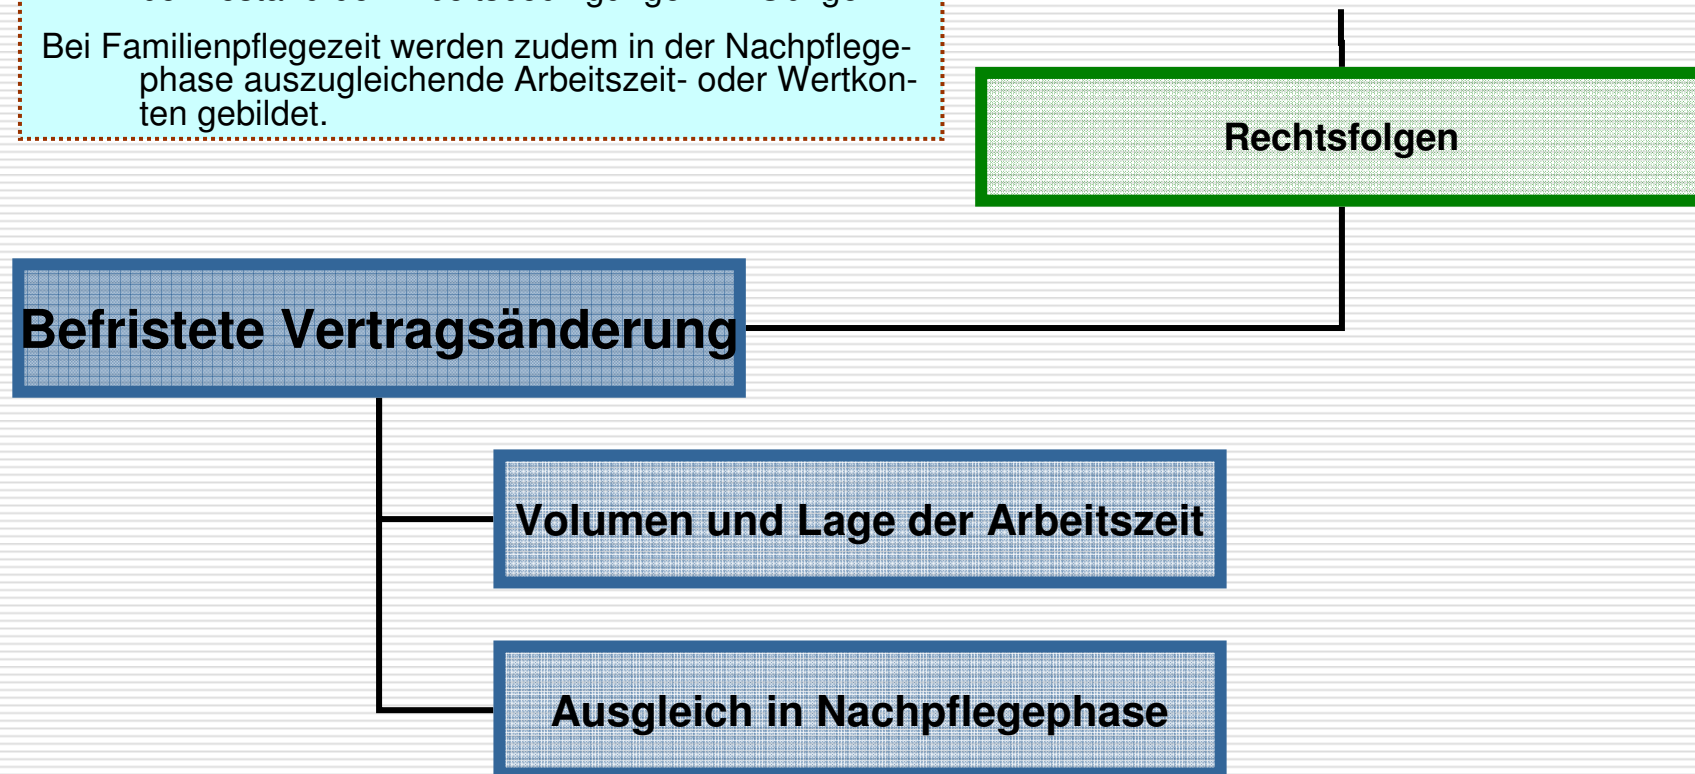 Bei Familienpflegezeit werden zudem in der Nachpflege-
phase auszugleichende Arbeitszeit- oder Wertkon-
ten gebildet.
Rechtsfolgen
Befristete Vertragsänderung
Volumen und Lage der Arbeitszeit
Ausgleich in Nachpflegephase